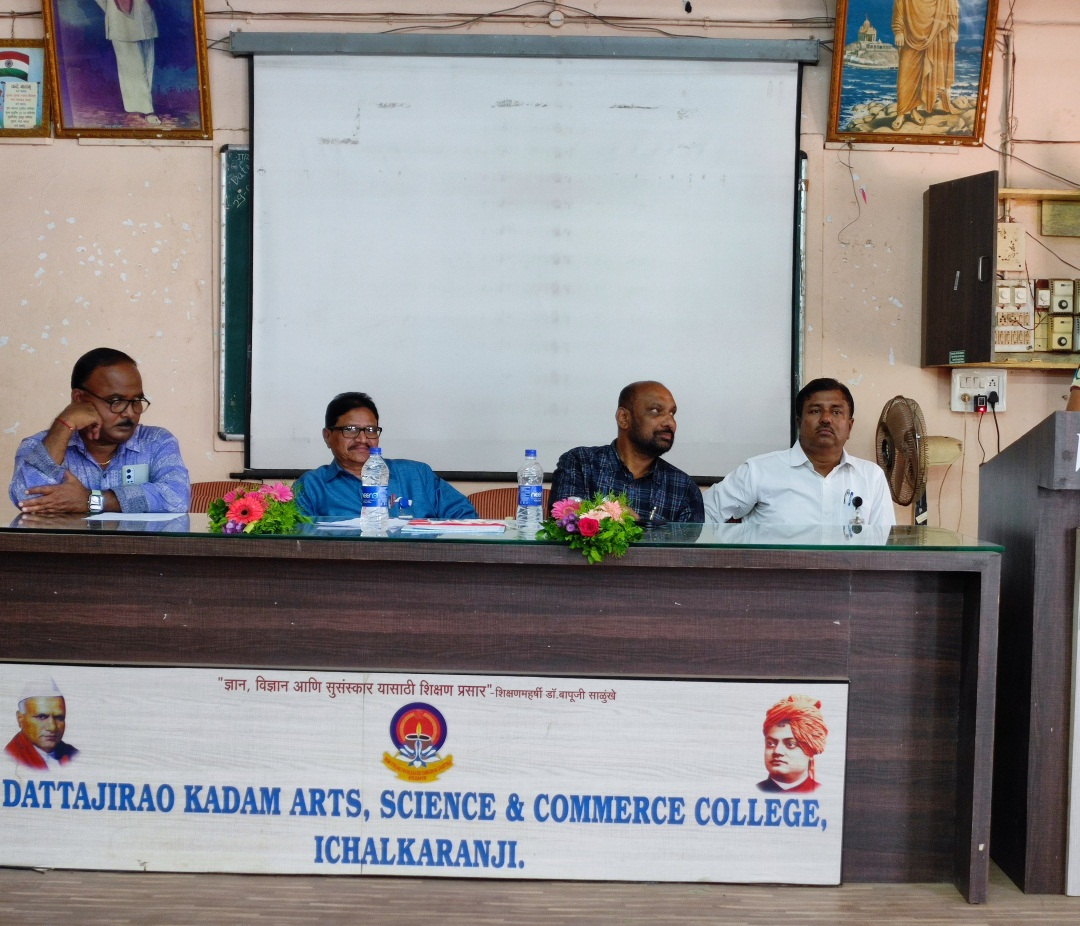 "ज्ञान, विज्ञान आणि सुसंस्कार यासाठी शिक्षण प्रसार"-शिक्षणमहर्षी डॉ.बापूजी साळुंखे
DATTAJIRAO KADAM ARTS, SCIENCE & COMMERCE COLLEGE,
ICHALKARANJI.